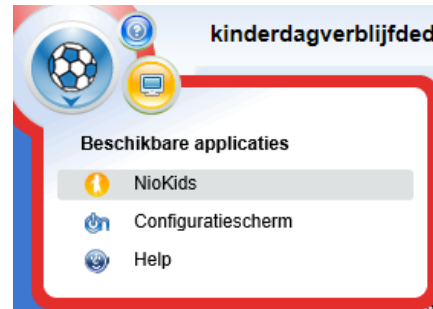 kinderdagverblijfded
Beschikbare applicaties
NioKids
Configuratiescherm
Help